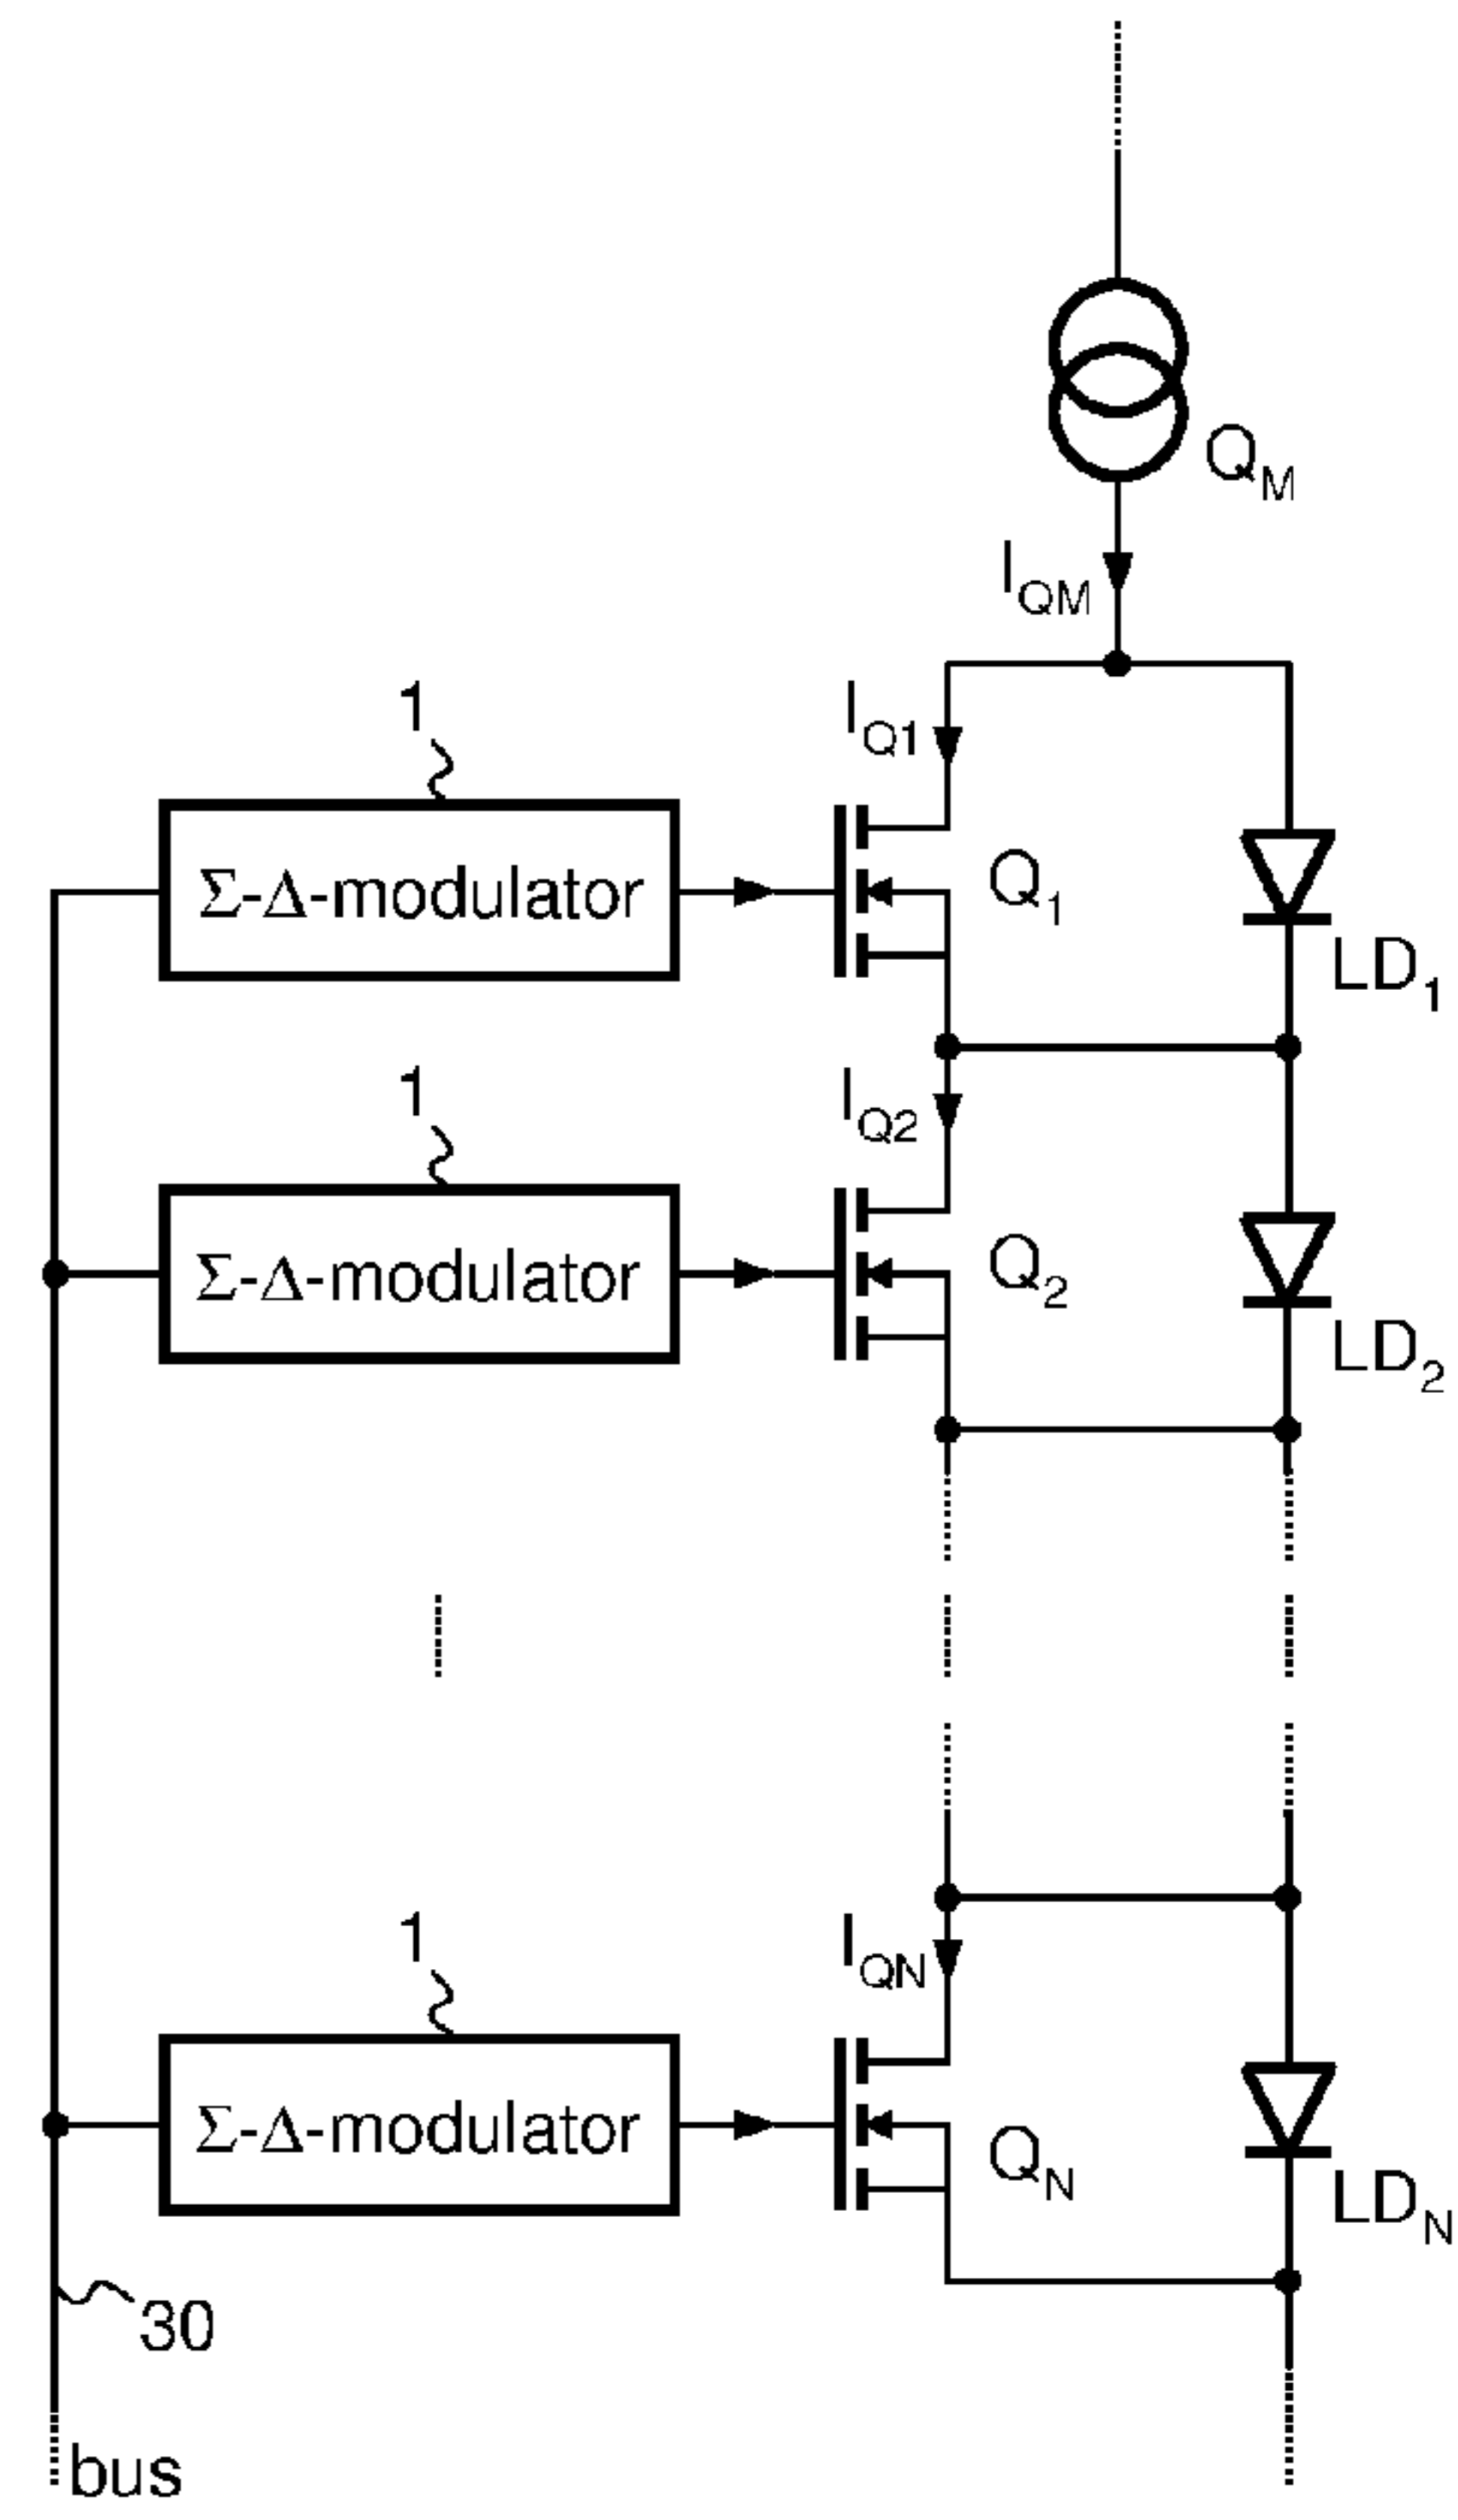 Q_M
I_QM
1
I_Q1
Σ-Δ-modulator
Q_1
LD_1
1
I_Q2
Σ-Δ-modulator
Q_2
LD_2
1
I_QN
Σ-Δ-modulator
Q_N
LD_N
30
bus